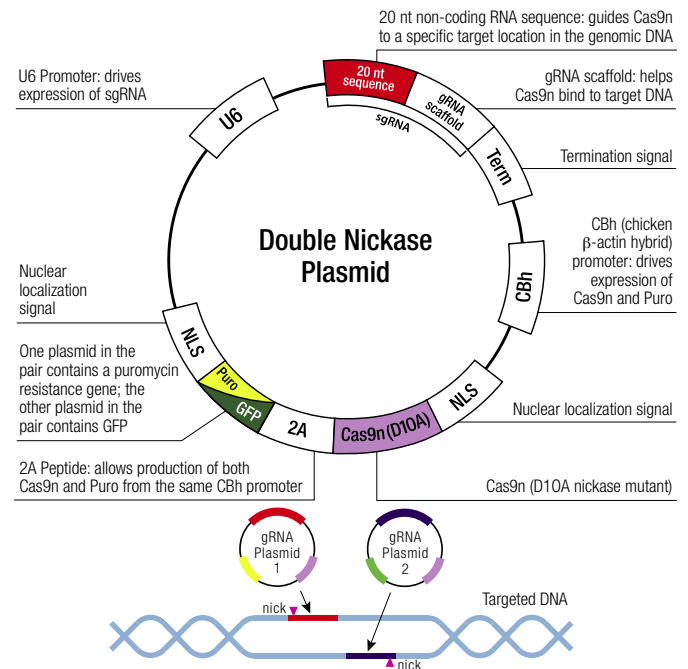 20 nt non-coding RNA sequence: guides Cas9n
to a specific target location in the genomic DNA
U6 Promoter: drives
expression of sgRNA
gRNA scaffold: helps
Cas9n bind to target DNA
20 nt
sequence
gRNA
scaffold
sgRNA
U6
Term
Termination signal
Double Nickase
Plasmid
CBh (chicken
β-actin hybrid)
promoter: drives
expression of
Cas9n and Puro
CBh
Nuclear
localization
signal
NLS
One plasmid in the
pair contains a puromycin
resistance gene; the
other plasmid in the
pair contains GFP
Puro
GFP
2A
Cas9n (D10A)
NLS
Nuclear localization signal
2A Peptide: allows production of both
Cas9n and Puro from the same CBh promoter
Cas9n (D10A nickase mutant)
gRNA
Plasmid
1
gRNA
Plasmid
2
Targeted DNA
nick
nick